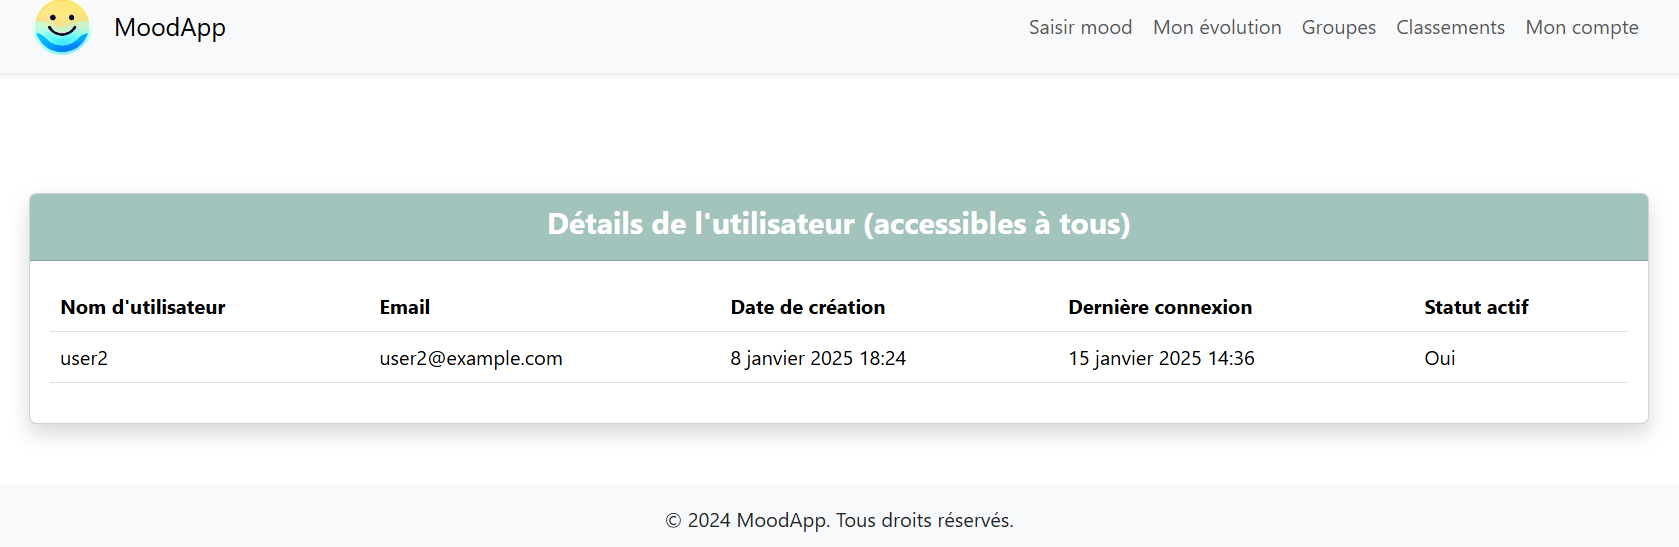 MoodApp Saisir mood Mon évolution Groupes Classements Mon compte
Détails de l'utilisateur (accessibles à tous)
Nom d'utilisateur Email Date de création Dernière connexion Statut actif
user2 user2@example.com 8 janvier 2025 18:24 15 janvier 2025 14:36 Oui
© 2024 MoodApp. Tous droits réservés.